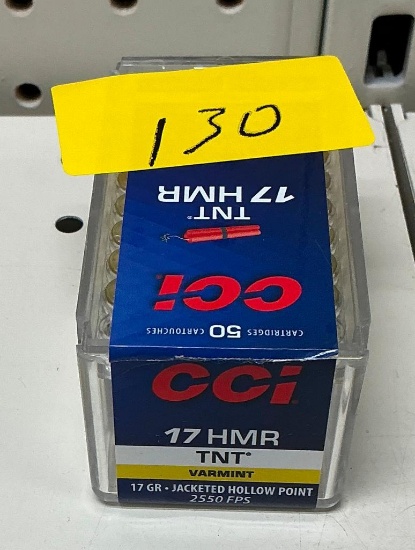 130
17 HMR
TNT®
CCI
50 CARTRIDGES CARTOUCHES
CCI
17 HMR
TNT®
VARMINT
17 GR • JACKETED HOLLOW POINT
2550 FPS